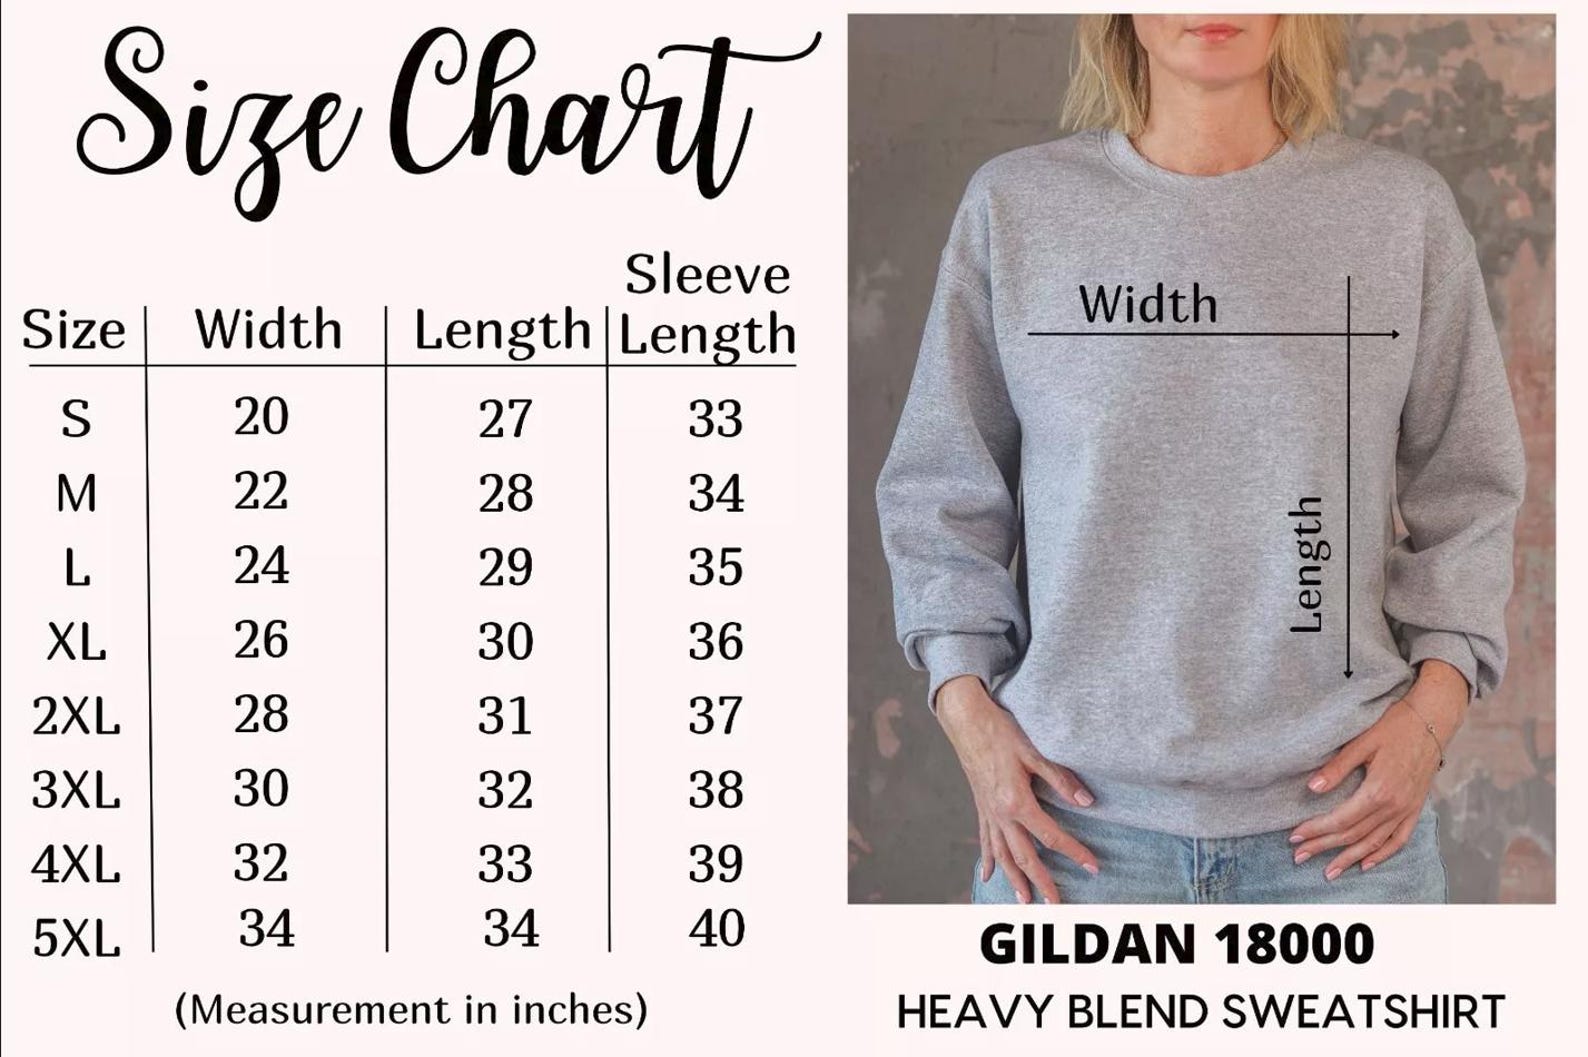 Size Chart
Size Width Length Sleeve Length
S 20 27 33
M 22 28 34
L 24 29 35
XL 26 30 36
2XL 28 31 37
3XL 30 32 38
4XL 32 33 39
5XL 34 34 40
(Measurement in inches)
Width
Length
GILDAN 18000
HEAVY BLEND SWEATSHIRT